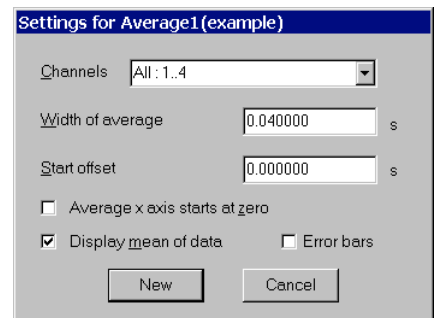 Settings for Average1(example)
Channels All : 1..4
Width of average 0.040000 s
Start offset 0.000000 s
Average x axis starts at zero
Display mean of data Error bars
New Cancel